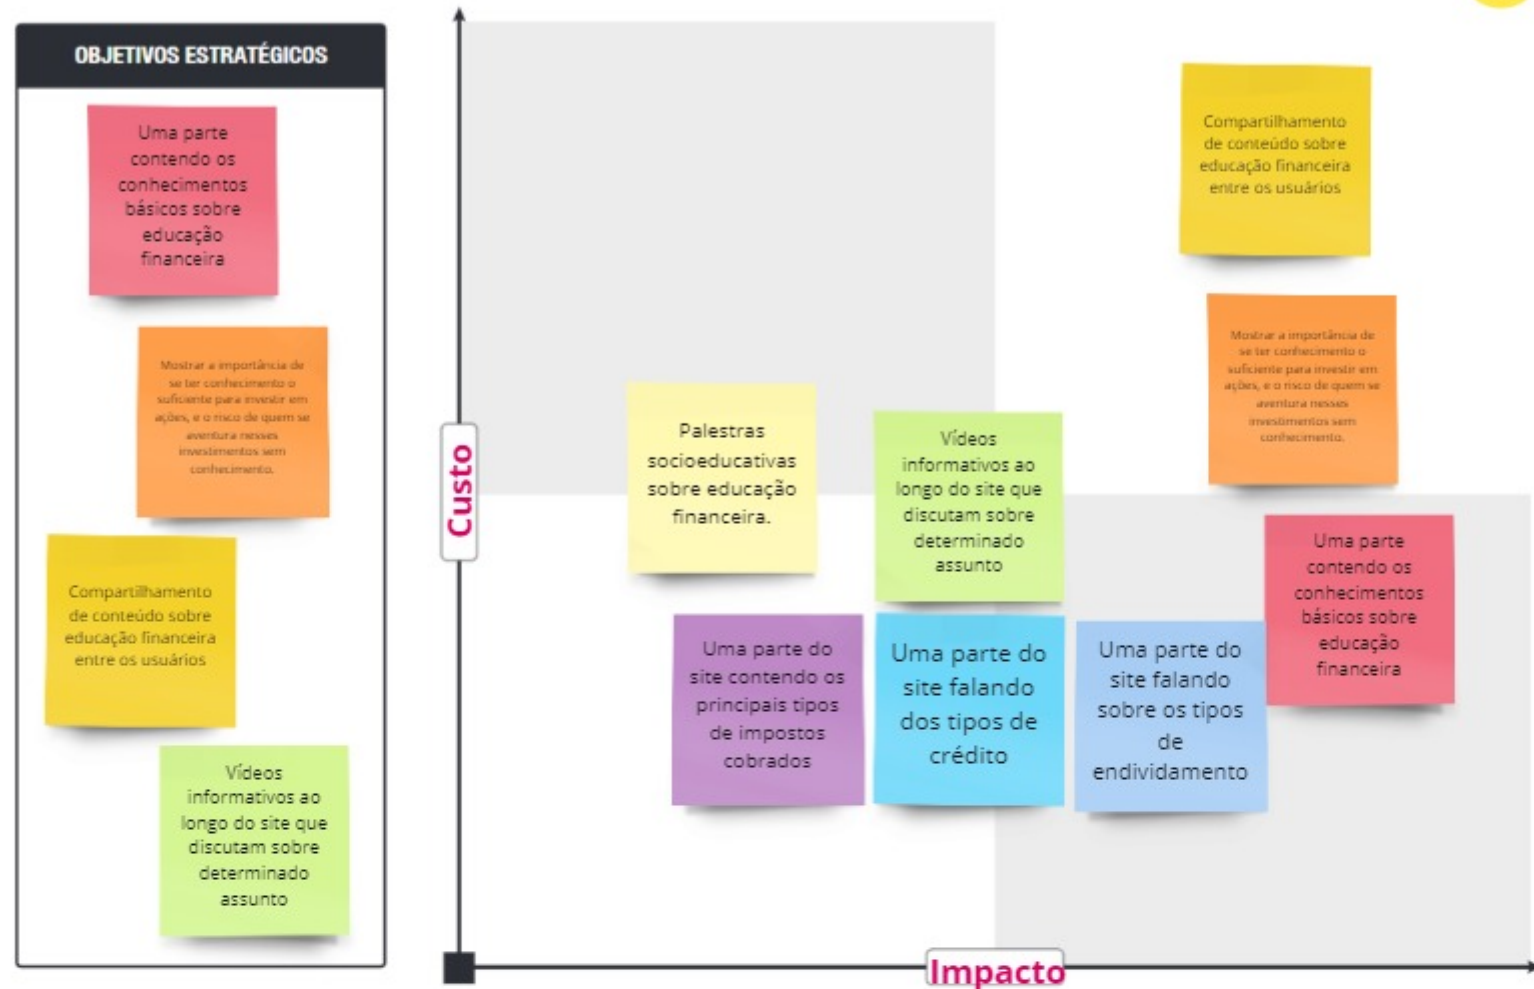 OBJETIVOS ESTRATÉGICOS
Uma parte
contendo os
conhecimentos
básicos sobre
educação
financeira
Mostrar a importância de
se ter conhecimento o
suficiente para investir em
ações, e o risco de quem se
aventura nesses
investimentos sem
conhecimento.
Compartilhamento
de conteúdo sobre
educação financeira
entre os usuários
Vídeos
informativos ao
longo do site que
discutam sobre
determinado
assunto
Custo
Compartilhamento
de conteúdo sobre
educação financeira
entre os usuários
Mostrar a importância de
se ter conhecimento o
suficiente para investir em
ações, e o risco de quem se
aventura nesses
investimentos sem
conhecimento.
Palestras
socioeducativas
sobre educação
financeira.
Vídeos
informativos ao
longo do site que
discutam sobre
determinado
assunto
Uma parte
contendo os
conhecimentos
básicos sobre
educação
financeira
Uma parte do
site contendo os
principais tipos
de impostos
cobrados
Uma parte do
site falando
dos tipos de
crédito
Uma parte do
site falando
sobre os tipos
de
endividamento
Impacto